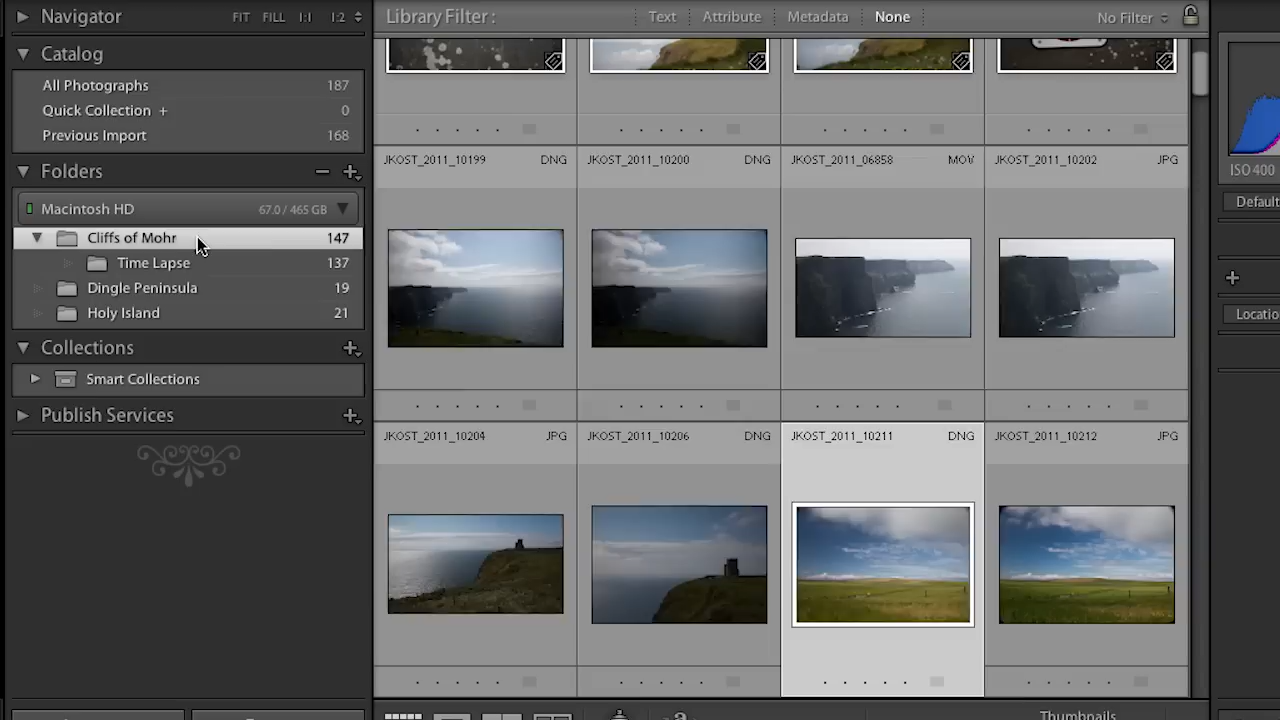 Navigator FIT FILL 1:1 1:2
Library Filter : Text Attribute Metadata None No Filter
Catalog
All Photographs 187
Quick Collection + 0
Previous Import 168
Folders
Macintosh HD 67.0 / 465 GB
Cliffs of Mohr 147
Time Lapse 137
Dingle Peninsula 19
Holy Island 21
Collections
Smart Collections
Publish Services
JKOST_2011_10199 DNG
JKOST_2011_10200 DNG
JKOST_2011_06858 MOV
JKOST_2011_10202 JPG
JKOST_2011_10204 JPG
JKOST_2011_10206 DNG
JKOST_2011_10211 DNG
JKOST_2011_10212 JPG
ISO 400
Default
Locatio
Thumbnails